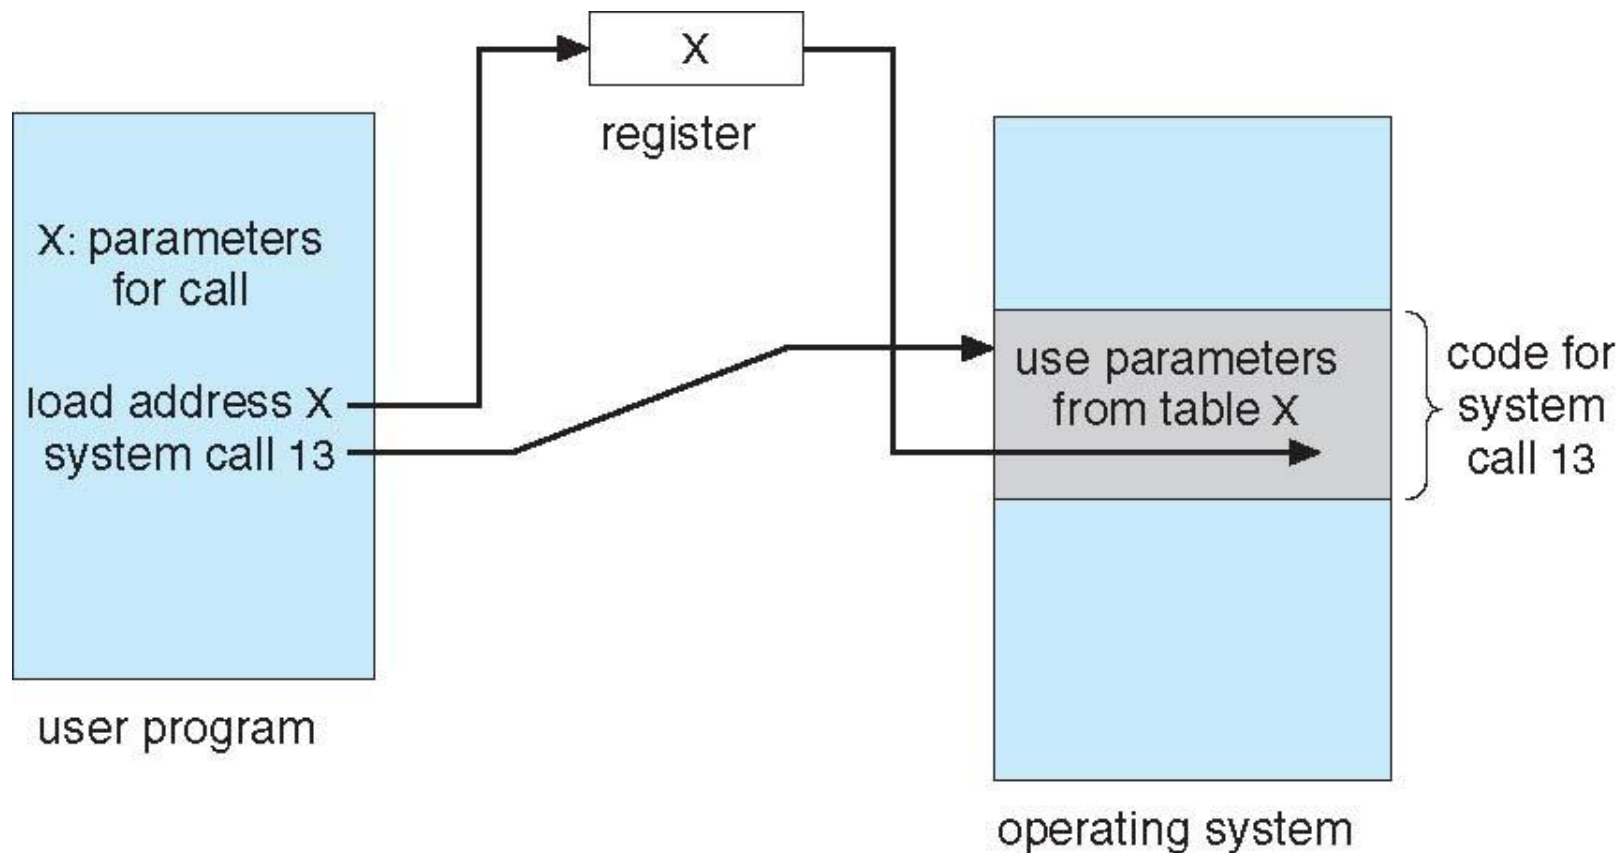 X
register
X: parameters
for call
load address X
system call 13
user program
use parameters
from table X
code for
system
call 13
operating system